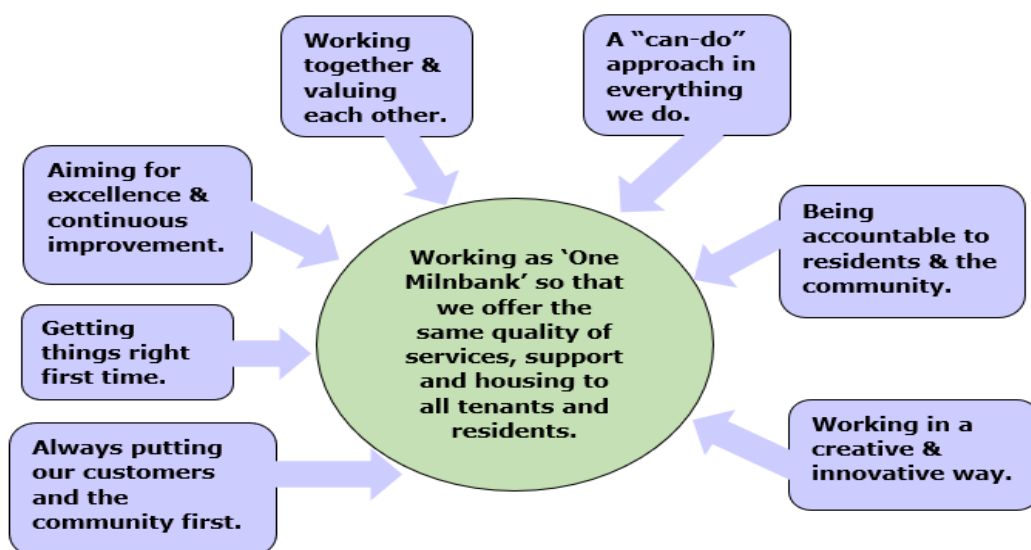 Working
together &
valuing
each other.
A “can-do”
approach in
everything
we do.
Aiming for
excellence &
continuous
improvement.
Being
accountable to
residents & the
community.
Working as ‘One
Milnbank’ so that
we offer the
same quality of
services, support
and housing to
all tenants and
residents.
Getting
things right
first time.
Always putting
our customers
and the
community first.
Working in a
creative &
innovative way.